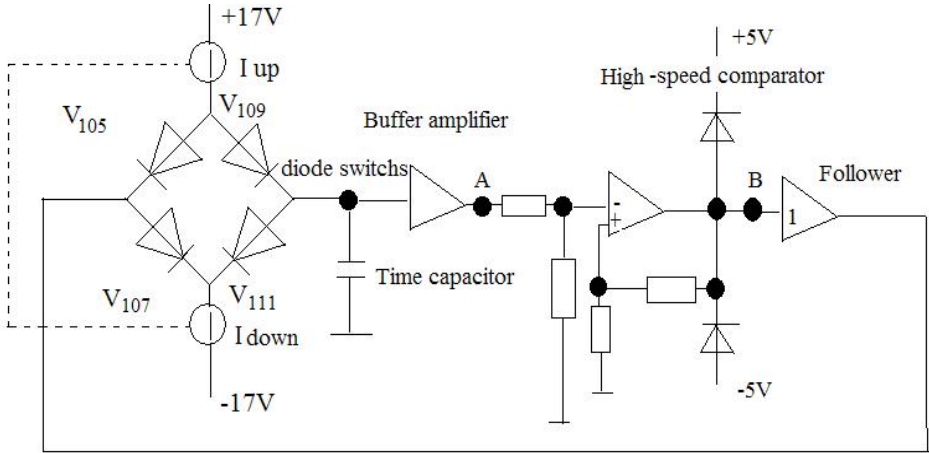 +17V
+5V
I up
High -speed comparator
V109
V105
Buffer amplifier
diode switchs
A
B
Follower
-
+
1
Time capacitor
V107
V111
I down
-17V
-5V